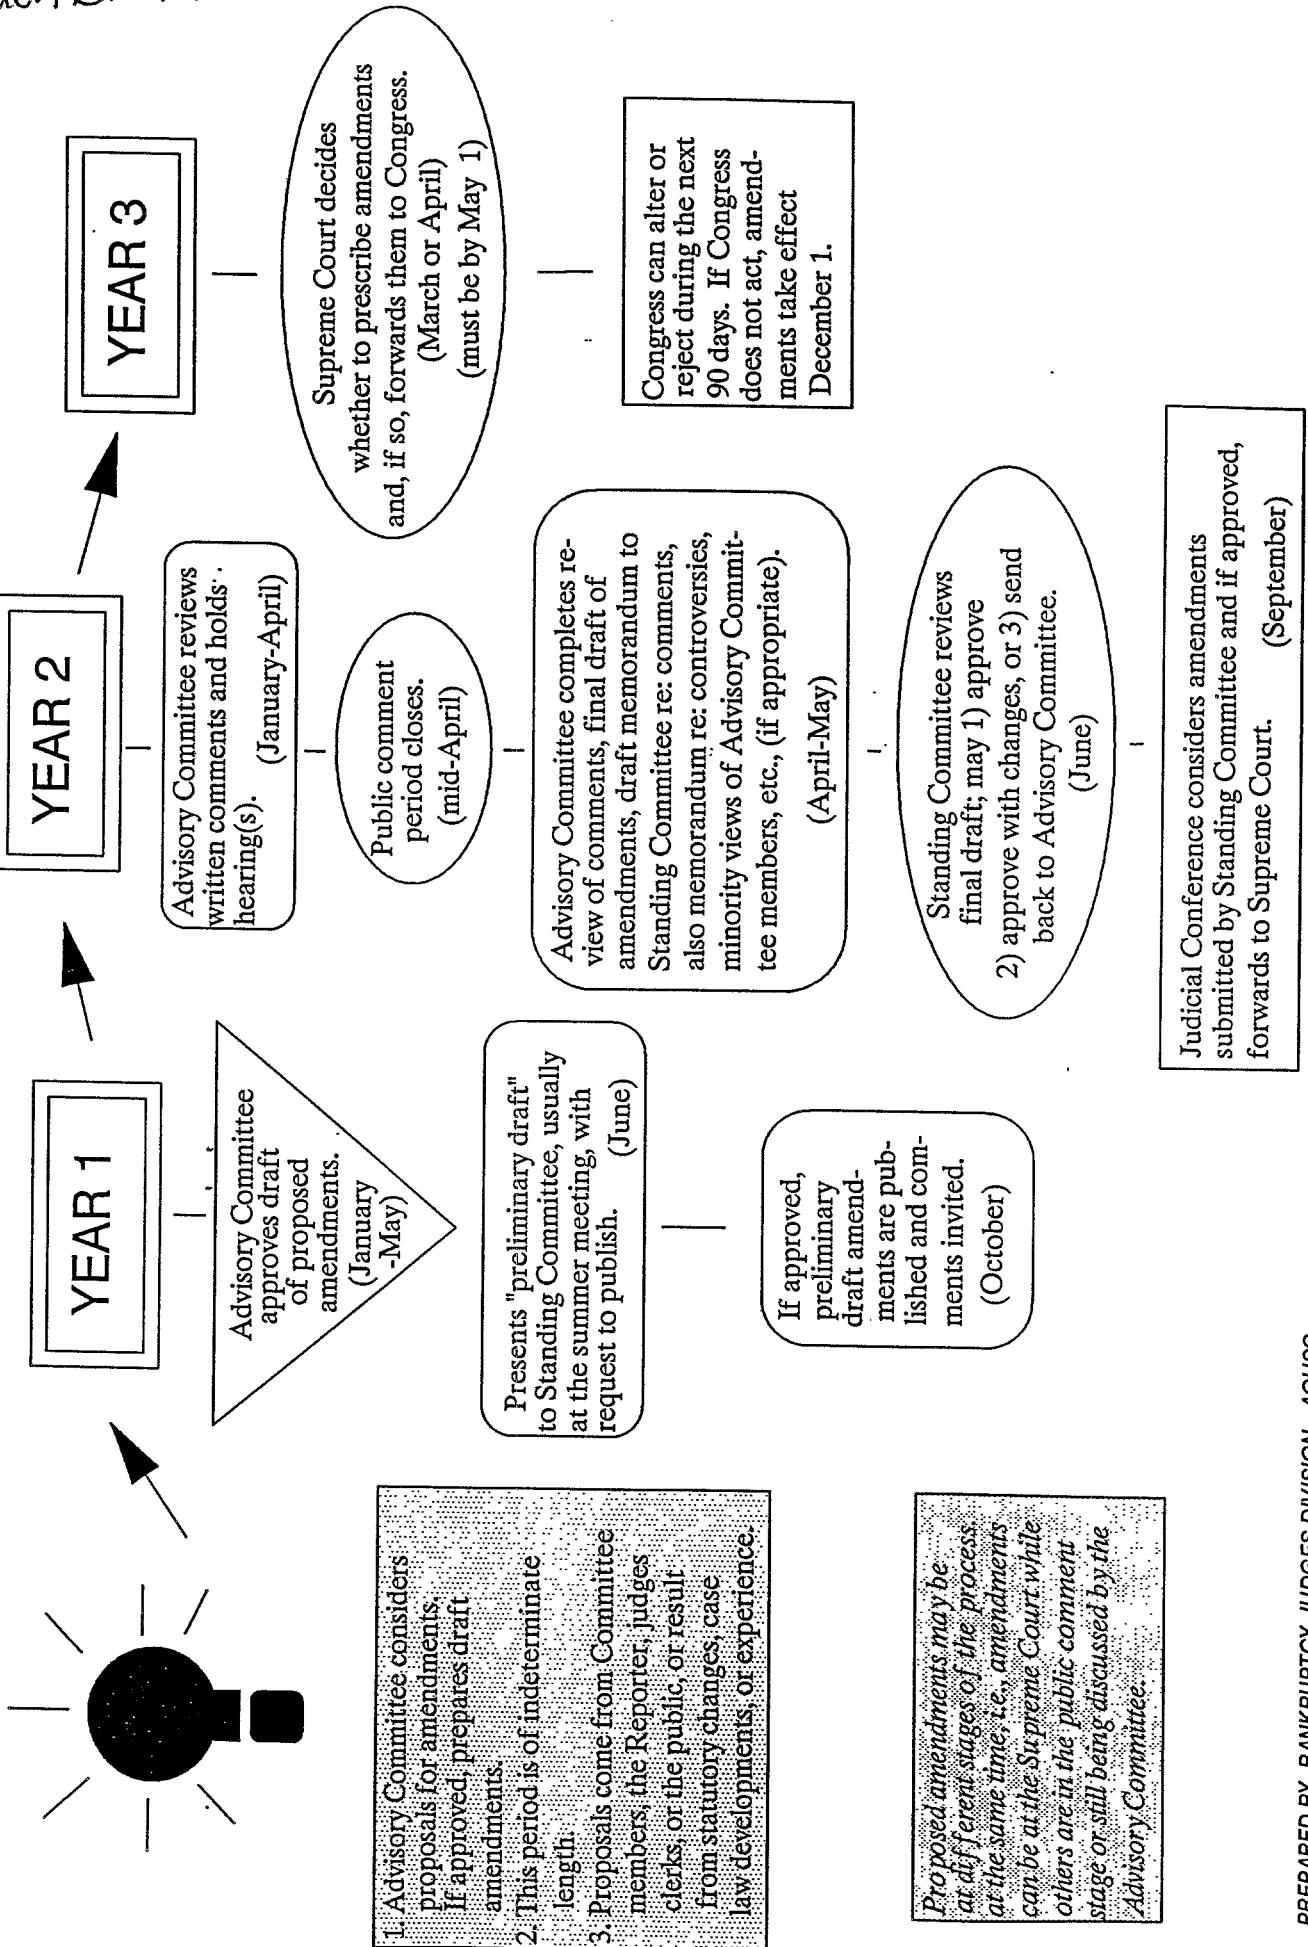 1. Advisory Committee considers
proposals for amendments.
If approved, prepares draft
amendments.
2. This period is of indeterminate
length.
3. Proposals come from Committee
members, the Reporter, judges
clerks, or the public, or result
from statutory changes, case
law developments, or experience.
Proposed amendments may be
at different stages of the process
at the same time, i.e., amendments
can be at the Supreme Court while
others are in the public comment
stage or still being discussed by the
Advisory Committee.
YEAR 1
Advisory Committee
approves draft
of proposed
amendments.
(January
-May)
Presents "preliminary draft"
to Standing Committee, usually
at the summer meeting, with
request to publish. (June)
If approved,
preliminary
draft amend-
ments are pub-
lished and com-
ments invited.
(October)
YEAR 2
Advisory Committee reviews
written comments and holds
hearing(s). (January-April)
Public comment
period closes.
(mid-April)
Advisory Committee completes re-
view of comments, final draft of
amendments, draft memorandum to
Standing Committee re: comments,
also memorandum re: controversies,
minority views of Advisory Commit-
tee members, etc., (if appropriate).
(April-May)
Standing Committee reviews
final draft; may 1) approve
2) approve with changes, or 3) send
back to Advisory Committee.
(June)
Judicial Conference considers amendments
submitted by Standing Committee and if approved,
forwards to Supreme Court. (September)
YEAR 3
Supreme Court decides
whether to prescribe amendments
and, if so, forwards them to Congress.
(March or April)
(must be by May 1)
Congress can alter or
reject during the next
90 days. If Congress
does not act, amend-
ments take effect
December 1.
PREPARED BY BANKRUPTCY JUDGES DIVISION